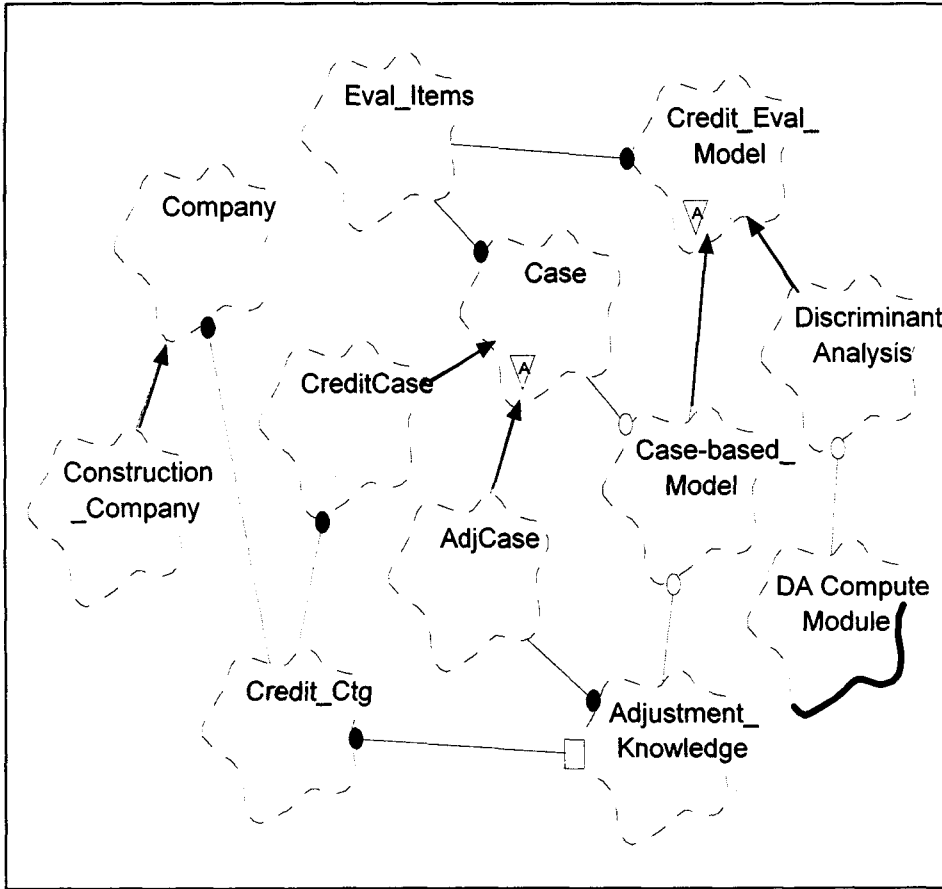 Eval_Items
Credit_Eval_
Model
A
Company
Case
Discriminant
Analysis
A
CreditCase
Construction
_Company
Case-based_
Model
AdjCase
DA Compute
Module
Credit_Ctg
Adjustment_
Knowledge